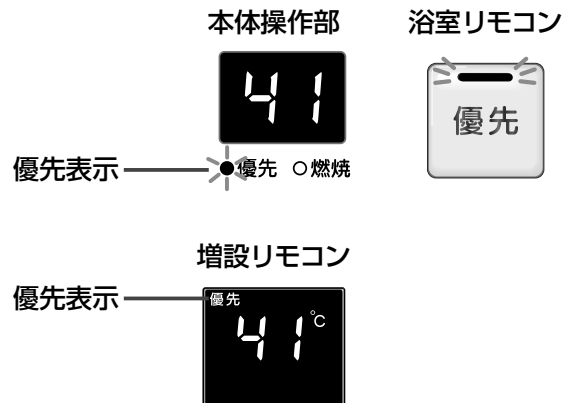 本体操作部
41
優先表示
優先 ○燃焼
浴室リモコン
優先
増設リモコン
優先表示
優先
41℃